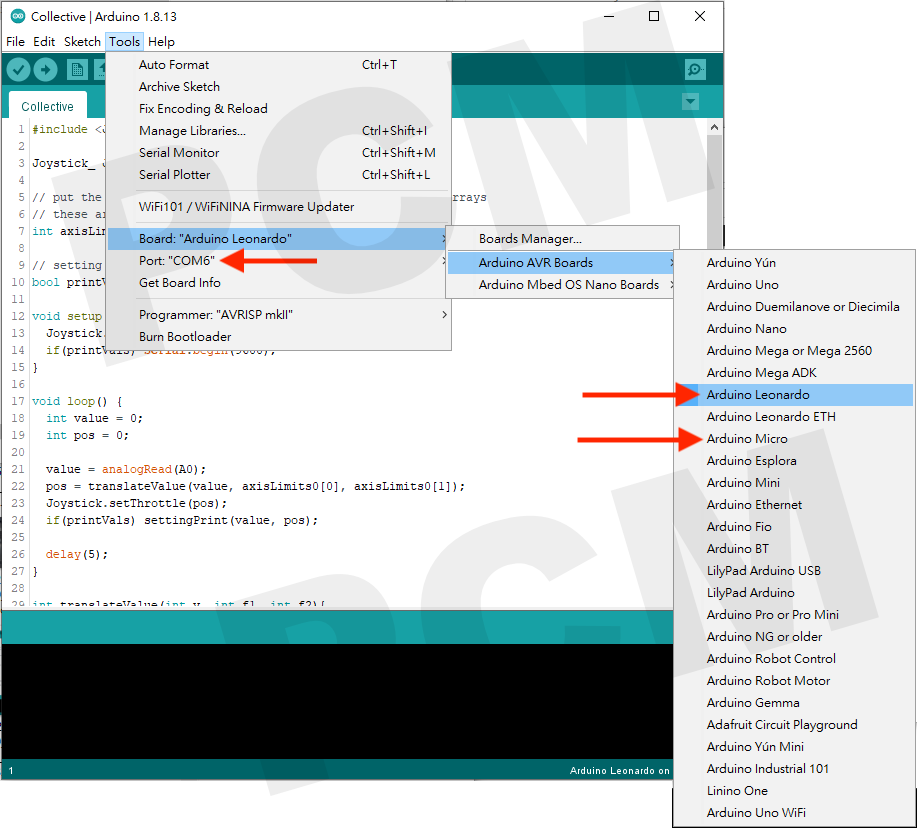 Collective | Arduino 1.8.13
File Edit Sketch Tools Help
Auto Format Ctrl+T
Archive Sketch
Fix Encoding & Reload
Manage Libraries... Ctrl+Shift+I
Serial Monitor Ctrl+Shift+M
Serial Plotter Ctrl+Shift+L
WiFi101 / WiFiNINA Firmware Updater
Board: "Arduino Leonardo"
Port: "COM6"
Get Board Info
Programmer: "AVRISP mkII"
Burn Bootloader
Boards Manager...
Arduino AVR Boards
Arduino Mbed OS Nano Boards
Arduino Yún
Arduino Uno
Arduino Duemilanove or Diecimila
Arduino Nano
Arduino Mega or Mega 2560
Arduino Mega ADK
Arduino Leonardo
Arduino Leonardo ETH
Arduino Micro
Arduino Esplora
Arduino Mini
Arduino Ethernet
Arduino Fio
Arduino BT
LilyPad Arduino USB
LilyPad Arduino
Arduino Pro or Pro Mini
Arduino NG or older
Arduino Robot Control
Arduino Robot Motor
Arduino Gemma
Adafruit Circuit Playground
Arduino Yún Mini
Arduino Industrial 101
Linino One
Arduino Uno WiFi
Collective
1 #include <J
2
3 Joystick_
4
5 // put the rrays
6 // these ar
7 int axisLim
8
9 // setting
10 bool printV
11
12 void setup
13 Joystick.
14 if(printVals) Serial.begin(9600);
15 }
16
17 void loop() {
18 int value = 0;
19 int pos = 0;
20
21 value = analogRead(A0);
22 pos = translateValue(value, axisLimits0[0], axisLimits0[1]);
23 Joystick.setThrottle(pos);
24 if(printVals) settingPrint(value, pos);
25
26 delay(5);
27 }
28
29 int translateValue(int v, int f1, int f2){
1 Arduino Leonardo on
PCM
PCM